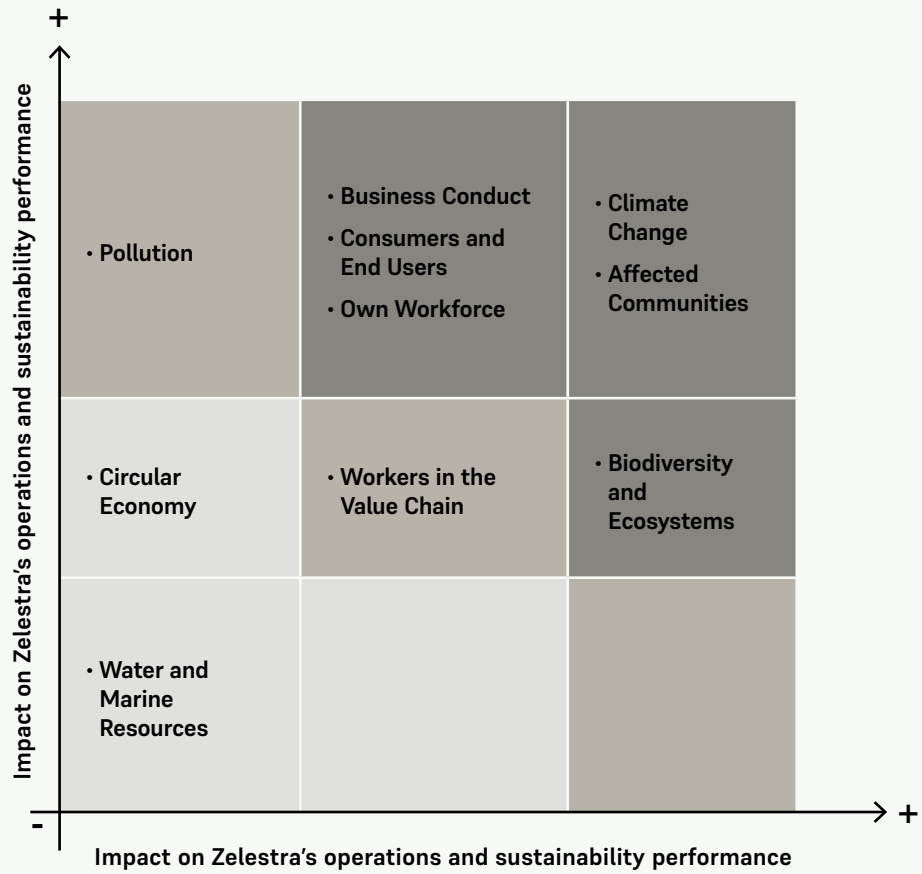 +
Impact on Zelestra’s operations and sustainability performance
• Pollution
• Business Conduct
• Consumers and
End Users
• Own Workforce
• Climate
Change
• Affected
Communities
• Circular
Economy
• Workers in the
Value Chain
• Biodiversity
and
Ecosystems
• Water and
Marine
Resources
-
+
Impact on Zelestra’s operations and sustainability performance